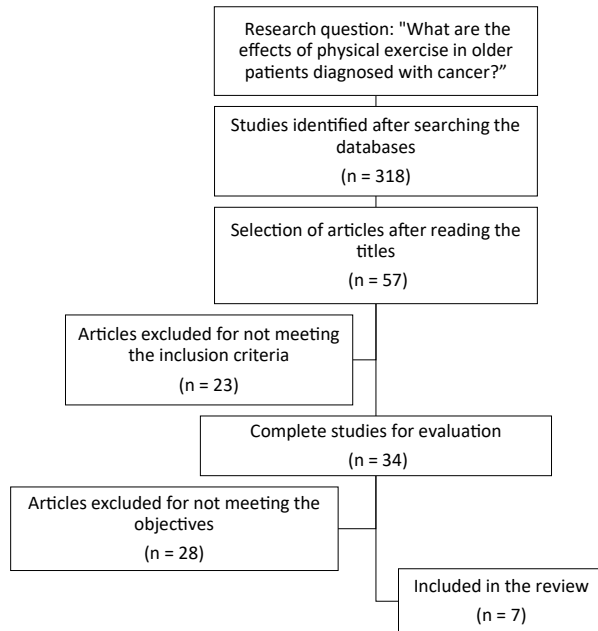 Research question: "What are the
effects of physical exercise in older
patients diagnosed with cancer?”
Studies identified after searching the
databases
(n = 318)
Selection of articles after reading the
titles
(n = 57)
Articles excluded for not meeting
the inclusion criteria
(n = 23)
Complete studies for evaluation
(n = 34)
Articles excluded for not meeting the
objectives
(n = 28)
Included in the review
(n = 7)